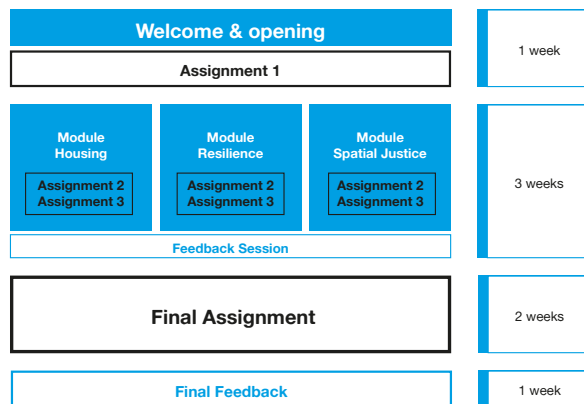 Welcome & opening
1 week
Assignment 1
Module
Housing
Assignment 2
Assignment 3
Module
Resilience
Assignment 2
Assignment 3
Module
Spatial Justice
Assignment 2
Assignment 3
3 weeks
Feedback Session
Final Assignment
2 weeks
Final Feedback
1 week